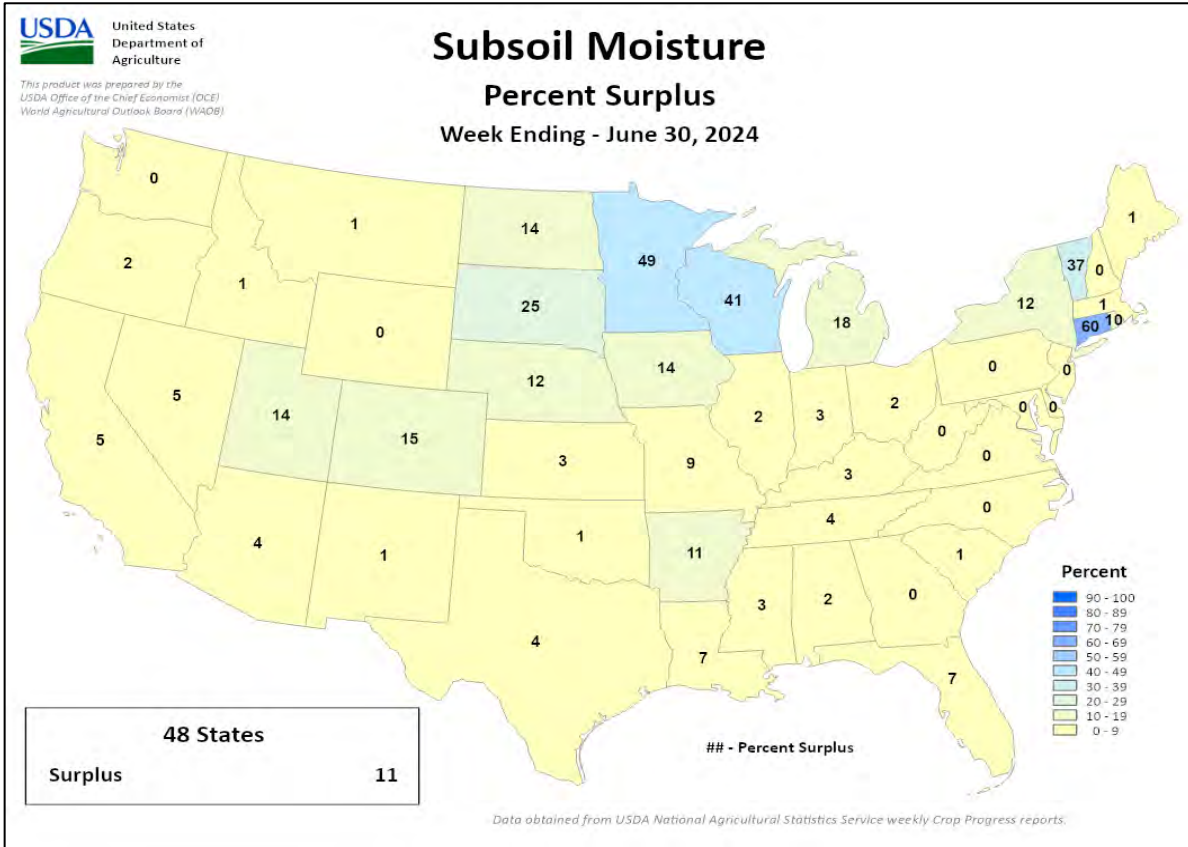 USDA
United States
Department of
Agriculture
This product was prepared by the
USDA Office of the Chief Economist (OCE)
World Agricultural Outlook Board (WAOB)
Subsoil Moisture
Percent Surplus
Week Ending - June 30, 2024
0
1
14
49
1
2
1
25
41
37
0
12
18
1
0
60
10
5
0
12
14
0
0
5
14
15
2
3
2
0
0
0
3
9
3
0
0
4
1
1
11
4
1
4
3
2
0
7
7
Percent
90 - 100
80 - 89
70 - 79
60 - 69
50 - 59
40 - 49
30 - 39
20 - 29
10 - 19
0 - 9
48 States
Surplus 11
## - Percent Surplus
Data obtained from USDA National Agricultural Statistics Service weekly Crop Progress reports.